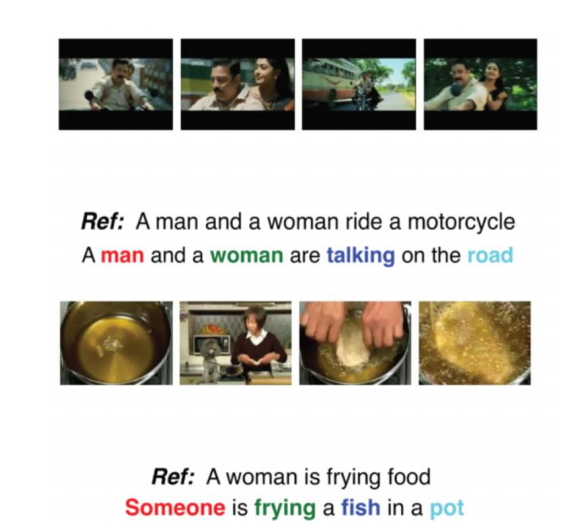 Ref: A man and a woman ride a motorcycle
A man and a woman are talking on the road
Ref: A woman is frying food
Someone is frying a fish in a pot